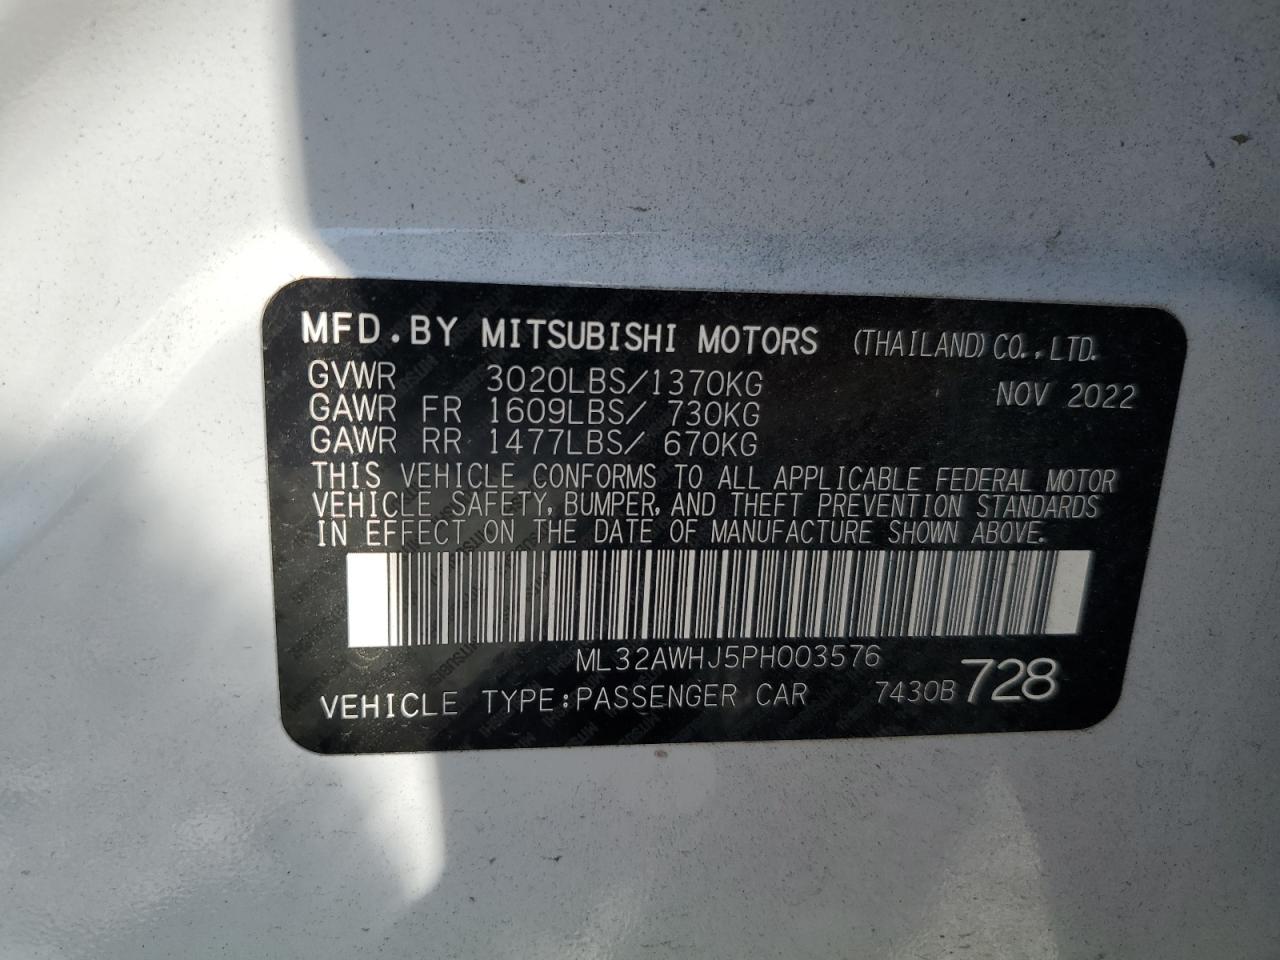 MFD.BY MITSUBISHI MOTORS (THAILAND) CO.,LTD.
GVWR 3020LBS/1370KG NOV 2022
GAWR FR 1609LBS/ 730KG
GAWR RR 1477LBS/ 670KG
THIS VEHICLE CONFORMS TO ALL APPLICABLE FEDERAL MOTOR
VEHICLE SAFETY, BUMPER, AND THEFT PREVENTION STANDARDS
IN EFFECT ON THE DATE OF MANUFACTURE SHOWN ABOVE.
ML32AWHJ5PH003576
VEHICLE TYPE:PASSENGER CAR 7430B 728